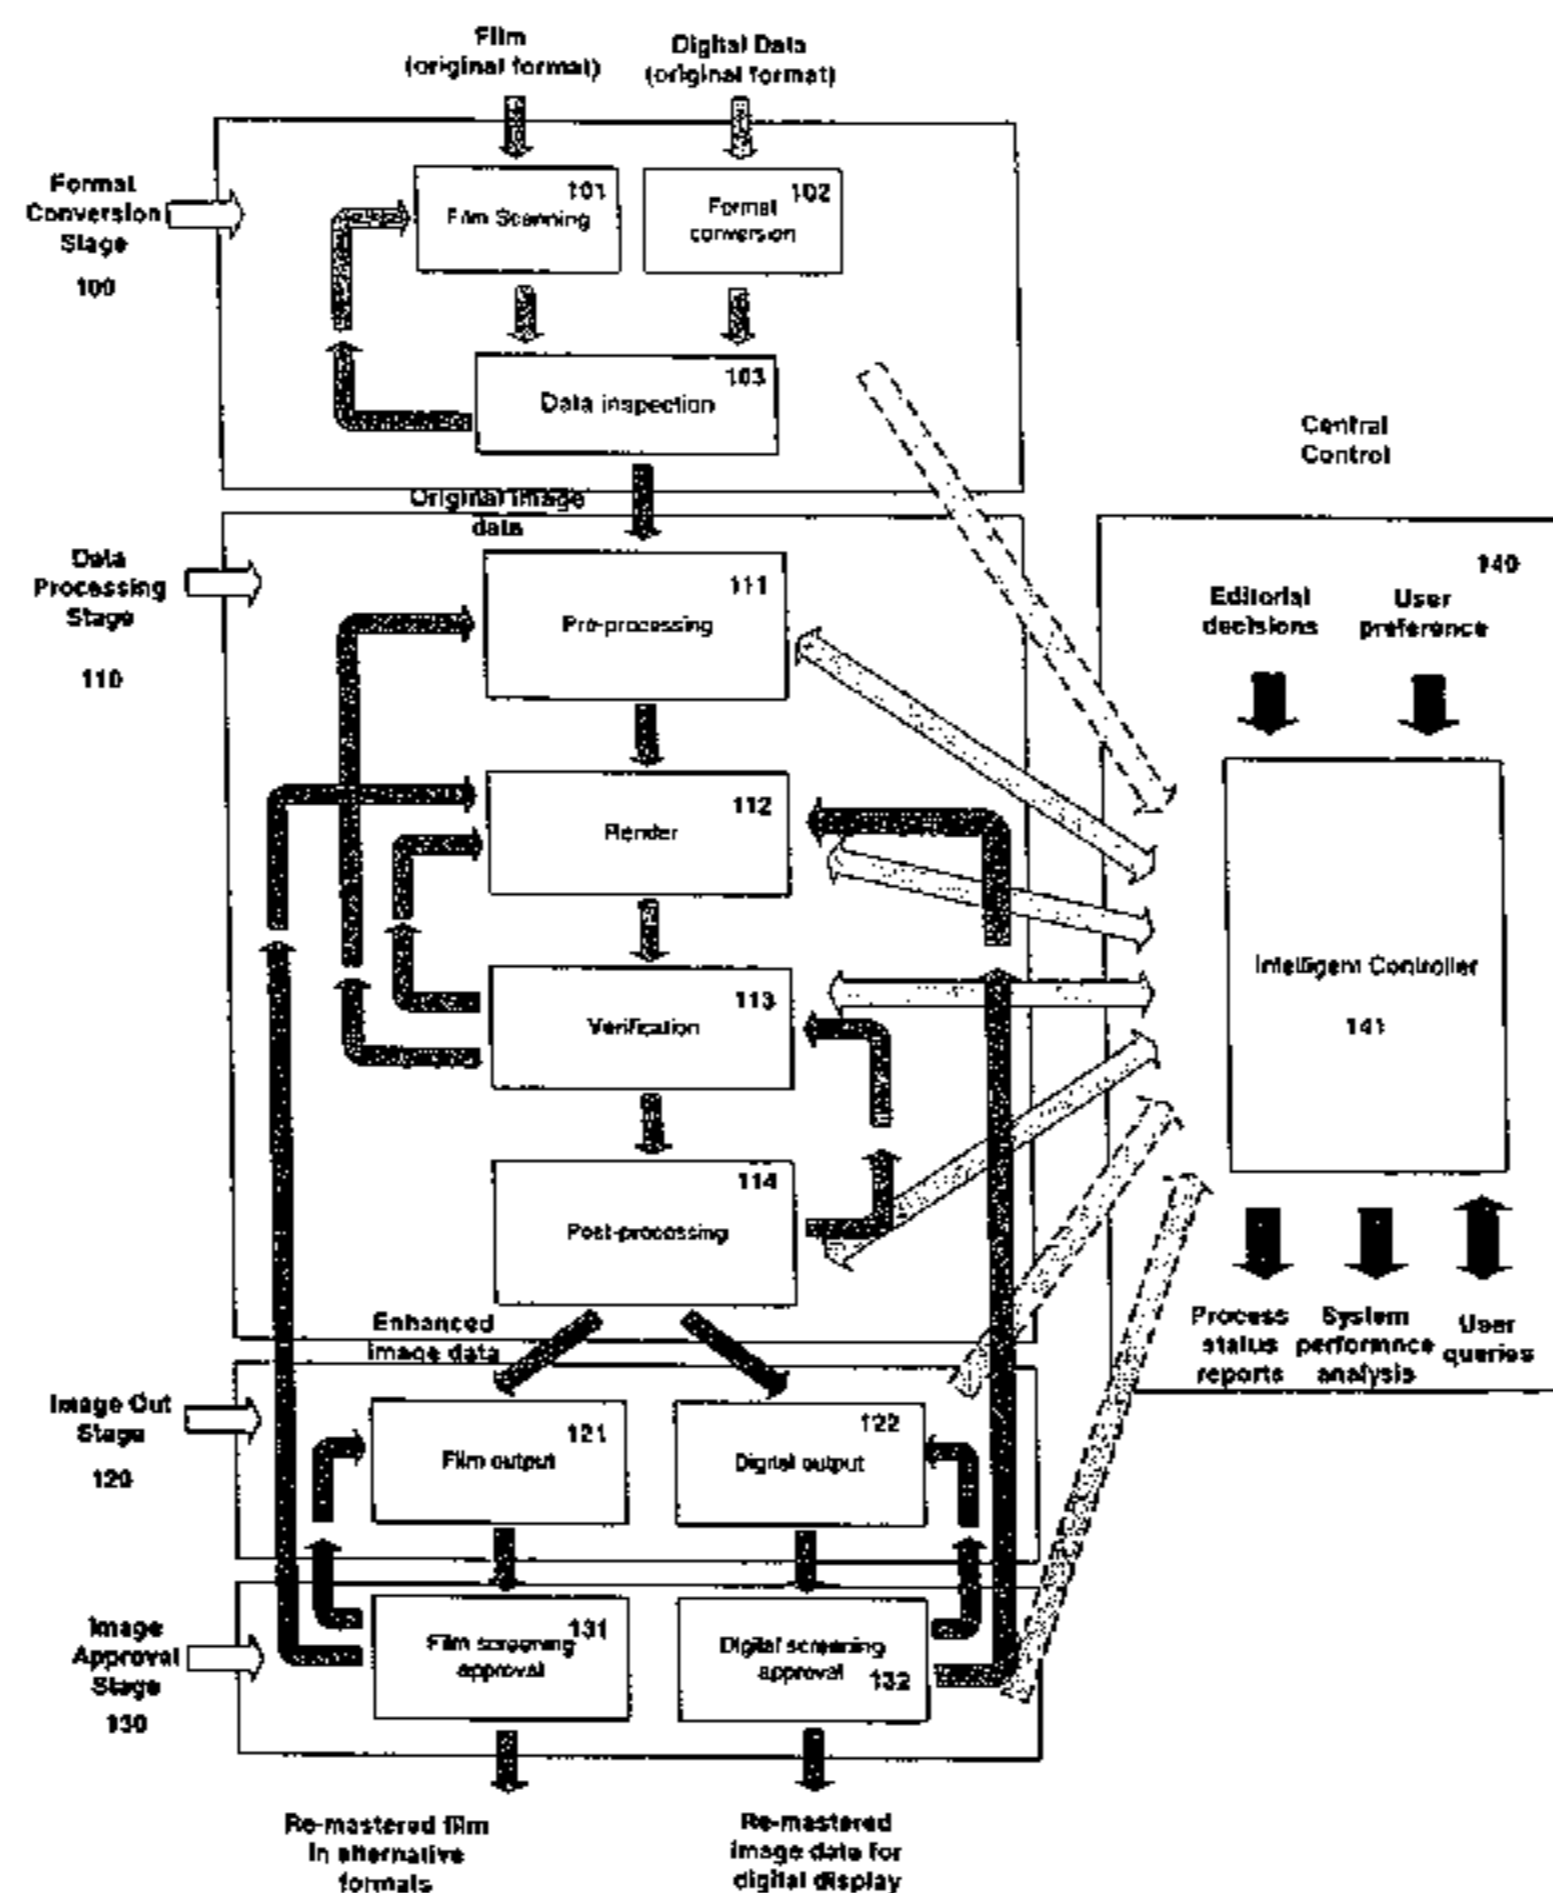 Film
(original format)
Digital Data
(original format)
Format
Conversion
Stage
100
101
Film Scanning
102
Format
conversion
103
Data inspection
Original image
data
Central
Control
Data
Processing
Stage
110
111
Pre-processing
112
Render
113
Verification
114
Post-processing
140
Editorial
decisions
User
preference
Intelligent Controller
141
Process
status
reports
System
performnce
analysis
User
queries
Enhanced
image data
Image Out
Stage
120
121
Film output
122
Digital output
Image
Approval
Stage
130
131
Film screening
approval
Digital screening
approval
132
Re-mastered film
in alternative
formats
Re-mastered
image data for
digital display